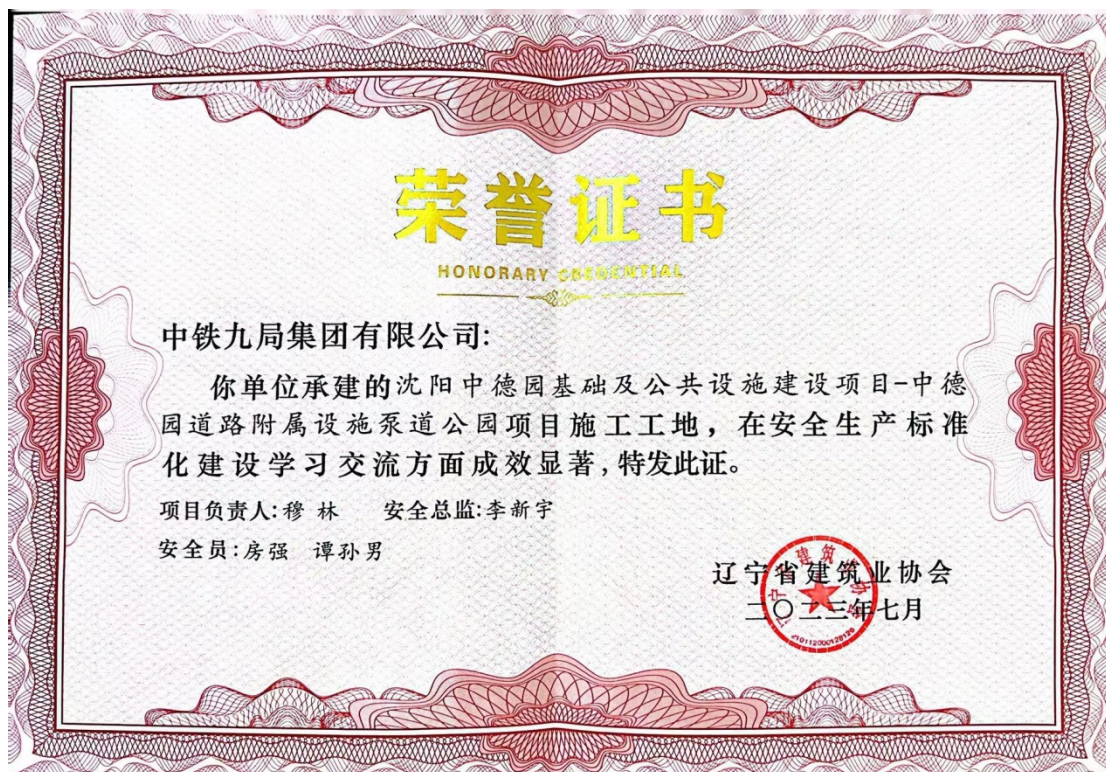 荣誉证书
HONORARY CREDENTIAL
中铁九局集团有限公司:
你单位承建的沈阳中德园基础及公共设施建设项目-中德
园道路附属设施泵道公园项目施工工地，在安全生产标准
化建设学习交流方面成效显著,特发此证。
项目负责人:穆 林 安全总监:李新宇
安全员:房强 谭孙男
辽宁省建筑业协会
二〇二三年七月